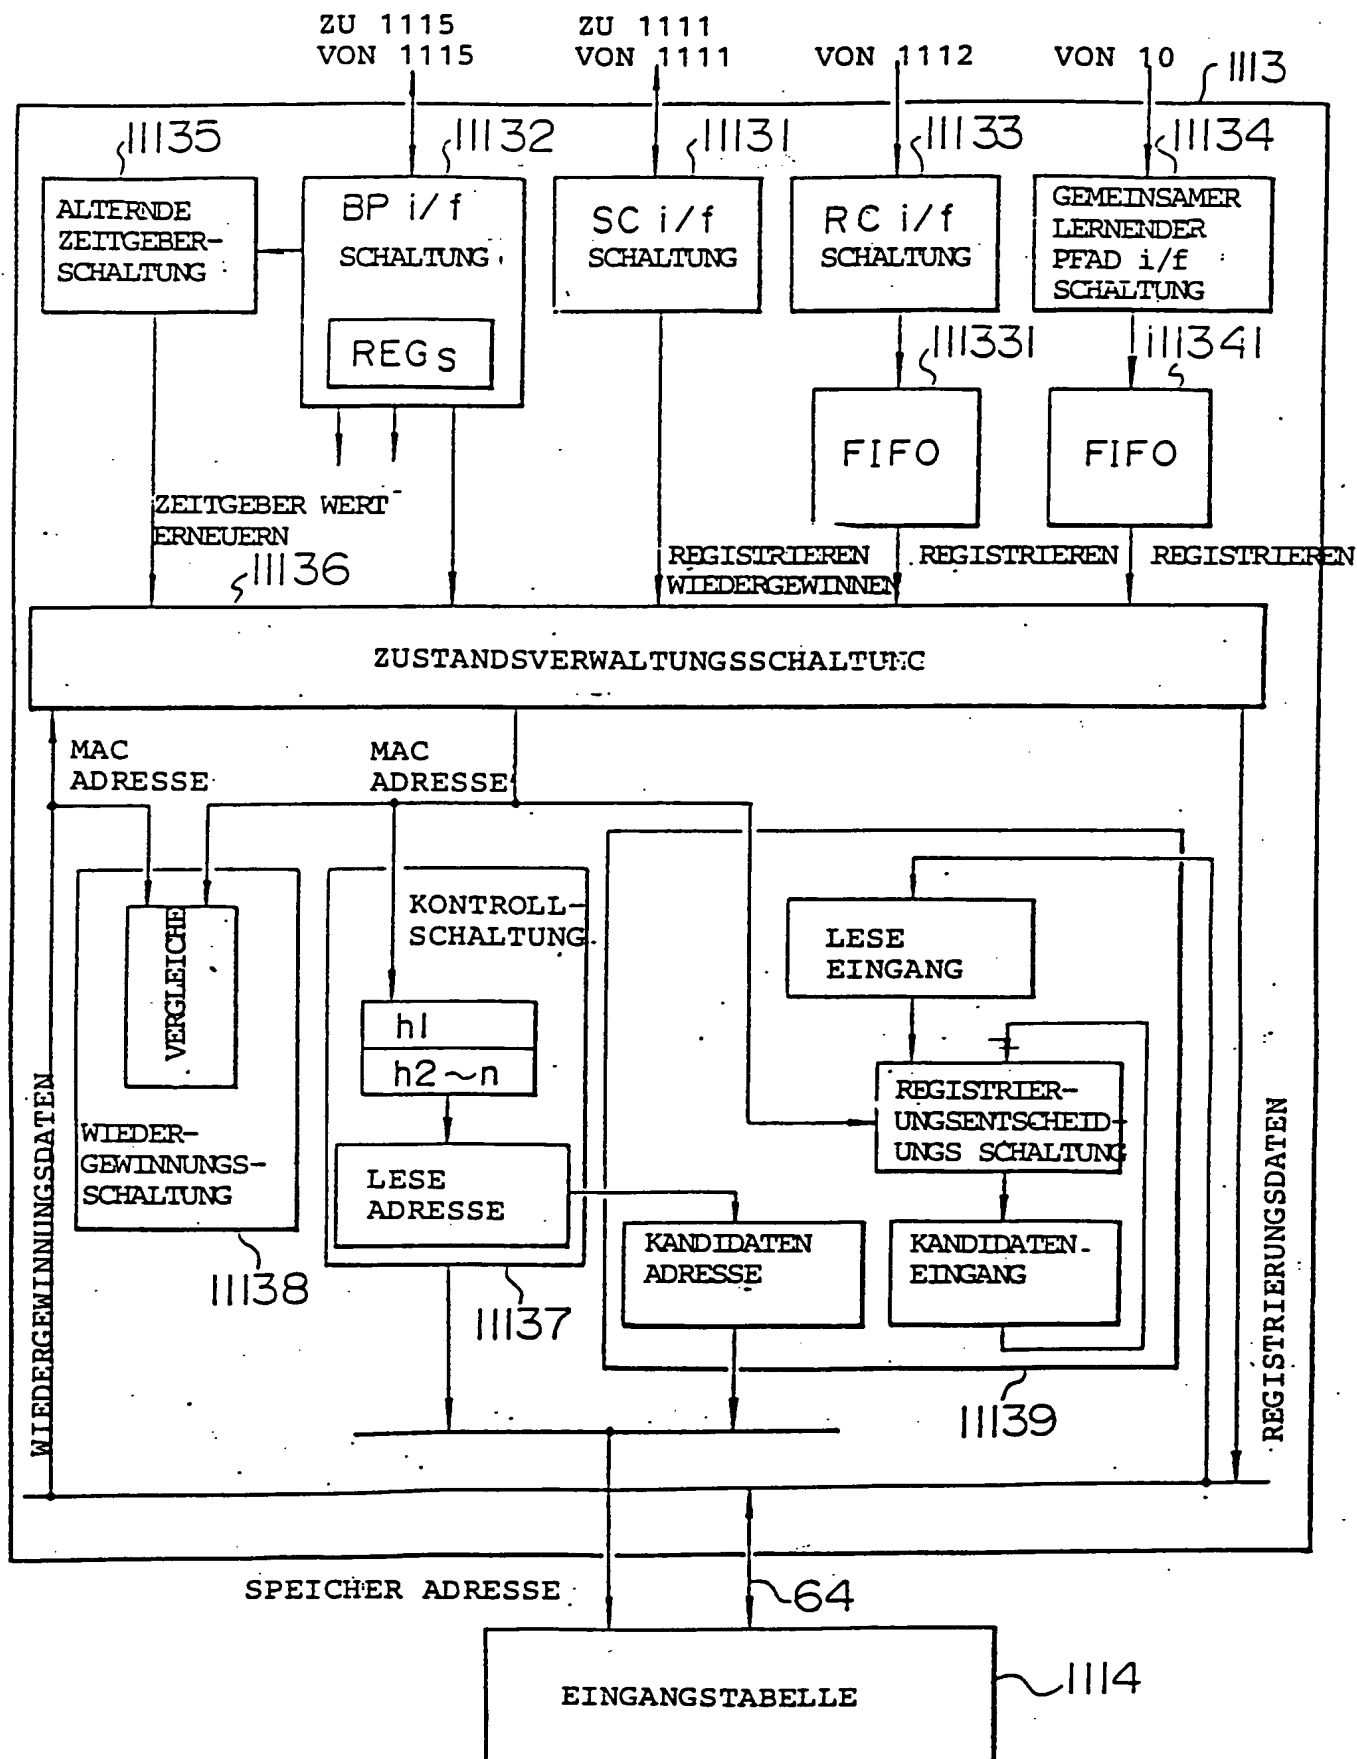 ZU 1115
VON 1115
ZU 1111
VON 1111
VON 1112
VON 10
1113
11135
11132
11131
11133
11134
ALTERNDE
ZEITGEBER-
SCHALTUNG
BP i/f
SCHALTUNG
REGs
SC i/f
SCHALTUNG
RC i/f
SCHALTUNG
GEMEINSAMER
LERNENDER
PFAD i/f
SCHALTUNG
111331
111341
FIFO
FIFO
ZEITGEBER WERT
ERNEUERN
REGISTRIEREN
WIEDERGEWINNEN
REGISTRIEREN
REGISTRIEREN
11136
ZUSTANDSVERWALTUNGSSCHALTUNG
MAC
ADRESSE
MAC
ADRESSE
VERGLEICHE
WIEDER-
GEWINNUNGS-
SCHALTUNG
11138
KONTROLL-
SCHALTUNG
h1
h2~n
LESE
ADRESSE
11137
LESE
EINGANG
REGISTRIER-
UNGSENTSCHEID-
UNGS SCHALTUNG
KANDIDATEN
ADRESSE
KANDIDATEN-
EINGANG
11139
WIEDERGEWINNUNGSDATEN
REGISTRIERUNGSDATEN
SPEICHER ADRESSE
64
EINGANGSTABELLE
1114